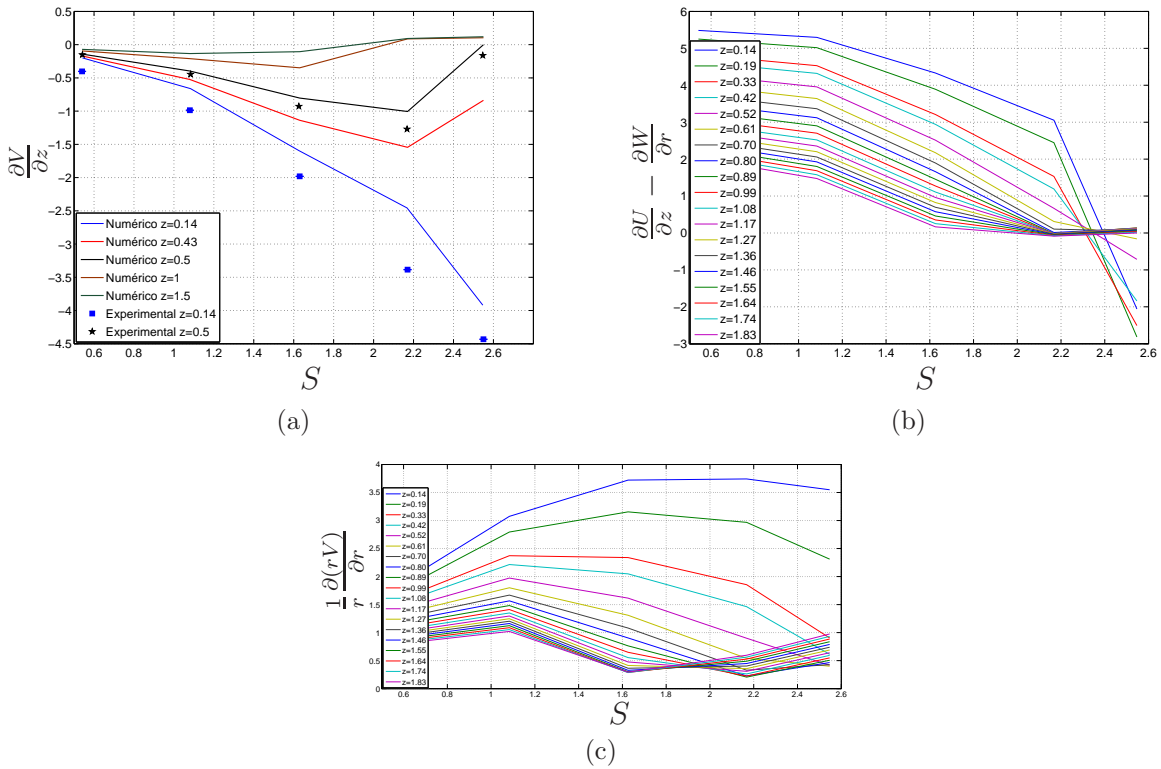 0.5
0
−0.5
−1
−1.5
−2
−2.5
−3
−3.5
−4
−4.5
0.6 0.8 1 1.2 1.4 1.6 1.8 2 2.2 2.4 2.6
∂V/∂z
S
Numérico z=0.14
Numérico z=0.43
Numérico z=0.5
Numérico z=1
Numérico z=1.5
Experimental z=0.14
Experimental z=0.5
(a)
6
5
4
3
2
1
0
−1
−2
−3
0.6 0.8 1 1.2 1.4 1.6 1.8 2 2.2 2.4 2.6
∂U/∂z − ∂W/∂r
S
z=0.14
z=0.19
z=0.33
z=0.42
z=0.52
z=0.61
z=0.70
z=0.80
z=0.89
z=0.99
z=1.08
z=1.17
z=1.27
z=1.36
z=1.46
z=1.55
z=1.64
z=1.74
z=1.83
(b)
4
3.5
3
2.5
2
1.5
1
0.5
0
0.6 0.8 1 1.2 1.4 1.6 1.8 2 2.2 2.4 2.6
1/r ∂(rV)/∂r
S
z=0.14
z=0.19
z=0.33
z=0.42
z=0.52
z=0.61
z=0.70
z=0.80
z=0.89
z=0.99
z=1.08
z=1.17
z=1.27
z=1.36
z=1.46
z=1.55
z=1.64
z=1.74
z=1.83
(c)